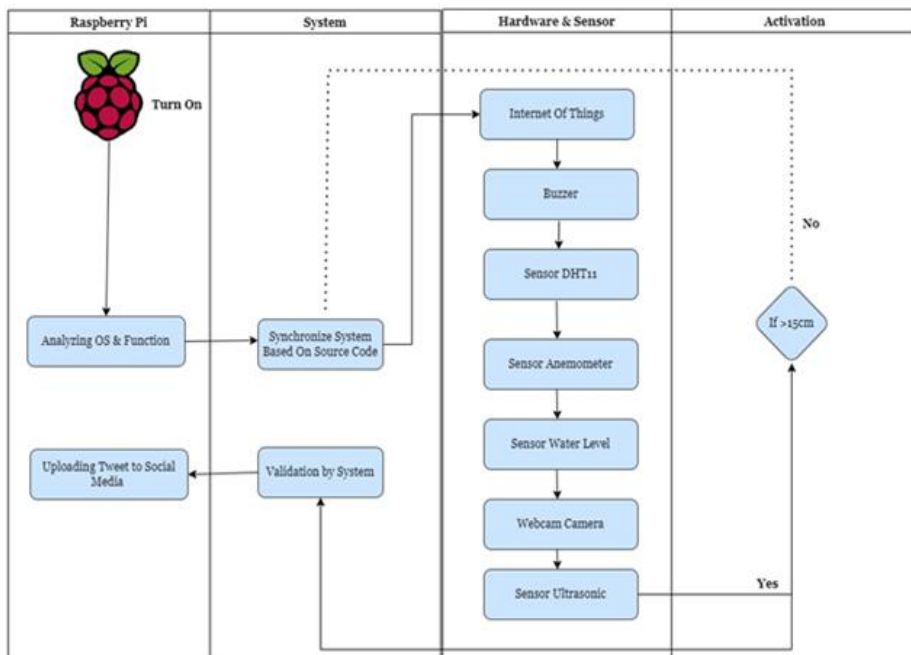 Raspberry Pi
System
Hardware & Sensor
Activation
Turn On
Internet Of Things
Buzzer
No
Sensor DHT11
If >15cm
Analyzing OS & Function
Synchronize System
Based On Source Code
Sensor Anemometer
Uploading Tweet to Social
Media
Validation by System
Sensor Water Level
Webcam Camera
Sensor Ultrasonic
Yes